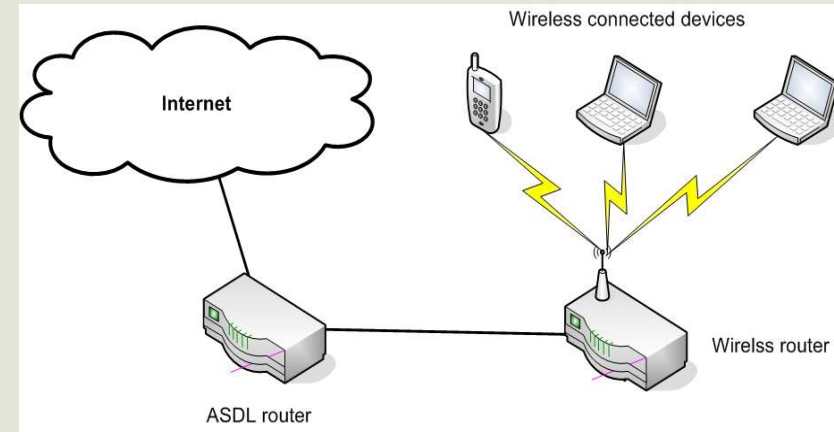 Wireless connected devices
Internet
Wirelss router
ASDL router